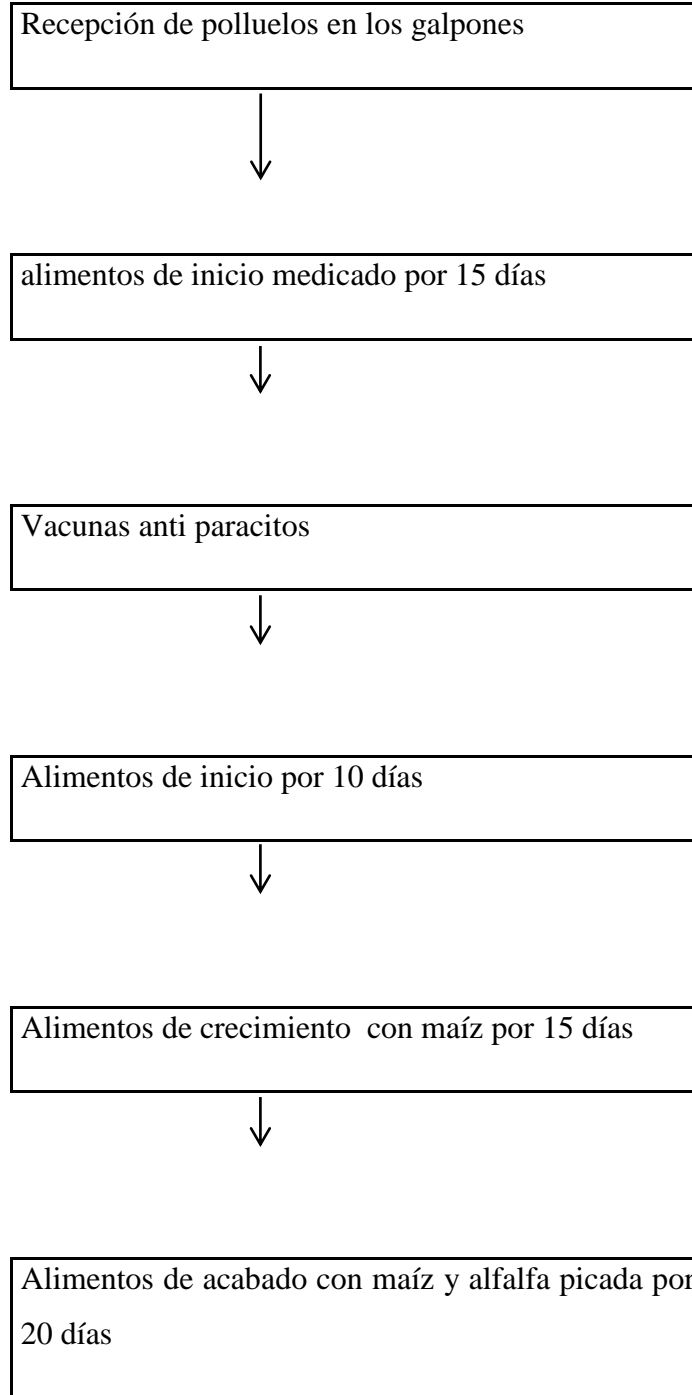 Recepción de polluelos en los galpones
alimentos de inicio medicado por 15 días
Vacunas anti paracitos
Alimentos de inicio por 10 días
Alimentos de crecimiento  con maíz por 15 días
Alimentos de acabado con maíz y alfalfa picada por
20 días